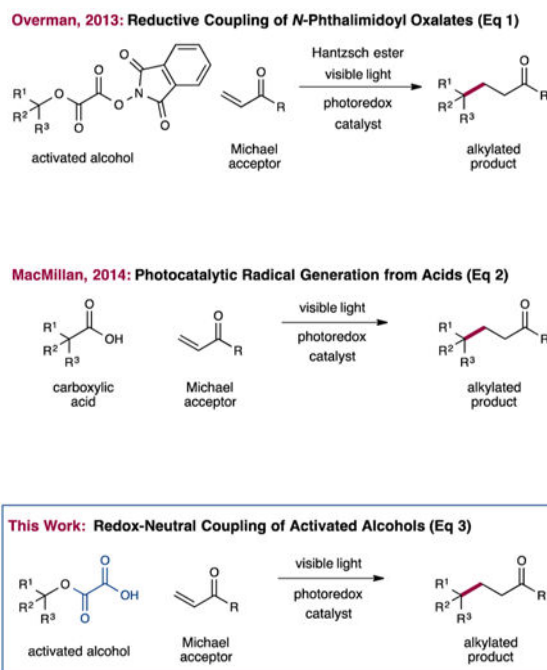 Overman, 2013: Reductive Coupling of N-Phthalimidoyl Oxalates (Eq 1)
R1 R2 R3 O O O O N O O
activated alcohol
O R
Michael
acceptor
Hantzsch ester
visible light
photoredox
catalyst
R1 R2 R3 O R
alkylated
product
MacMillan, 2014: Photocatalytic Radical Generation from Acids (Eq 2)
R1 R2 R3 O OH
carboxylic
acid
O R
Michael
acceptor
visible light
photoredox
catalyst
R1 R2 R3 O R
alkylated
product
This Work: Redox-Neutral Coupling of Activated Alcohols (Eq 3)
R1 R2 R3 O O O OH
activated alcohol
O R
Michael
acceptor
visible light
photoredox
catalyst
R1 R2 R3 O R
alkylated
product